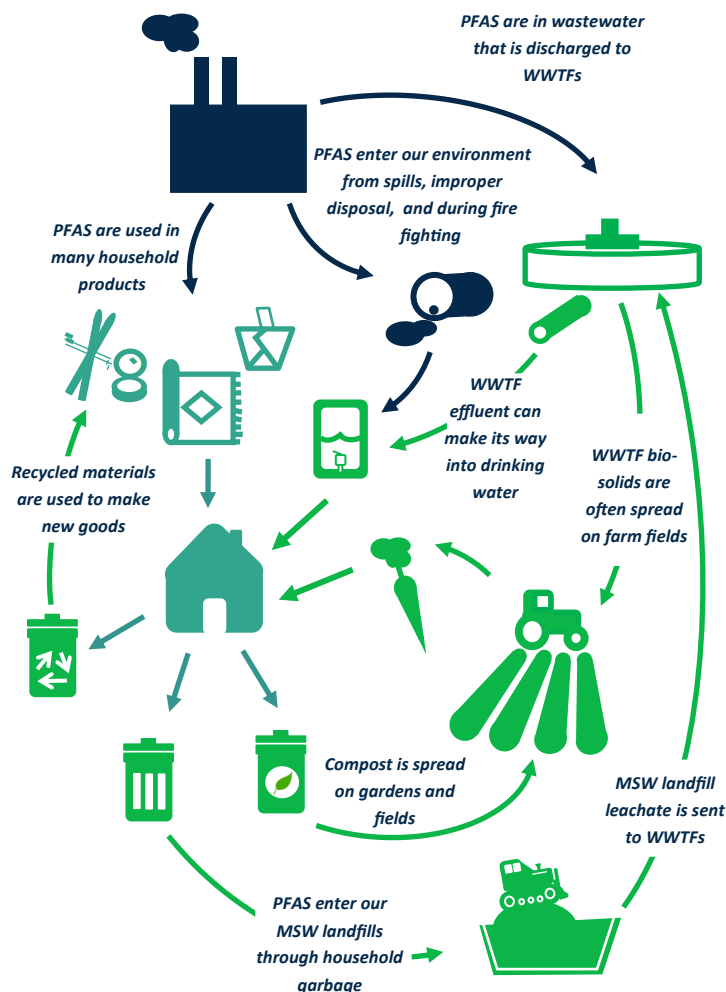 PFAS are in wastewater
that is discharged to
WWTFs
PFAS enter our environment
from spills, improper
disposal, and during fire
fighting
PFAS are used in
many household
products
WWTF
effluent can
make its way
into drinking
water
WWTF bio-
solids are
often spread
on farm fields
Recycled materials
are used to make
new goods
Compost is spread
on gardens and
fields
MSW landfill
leachate is sent
to WWTFs
PFAS enter our
MSW landfills
through household
garbage